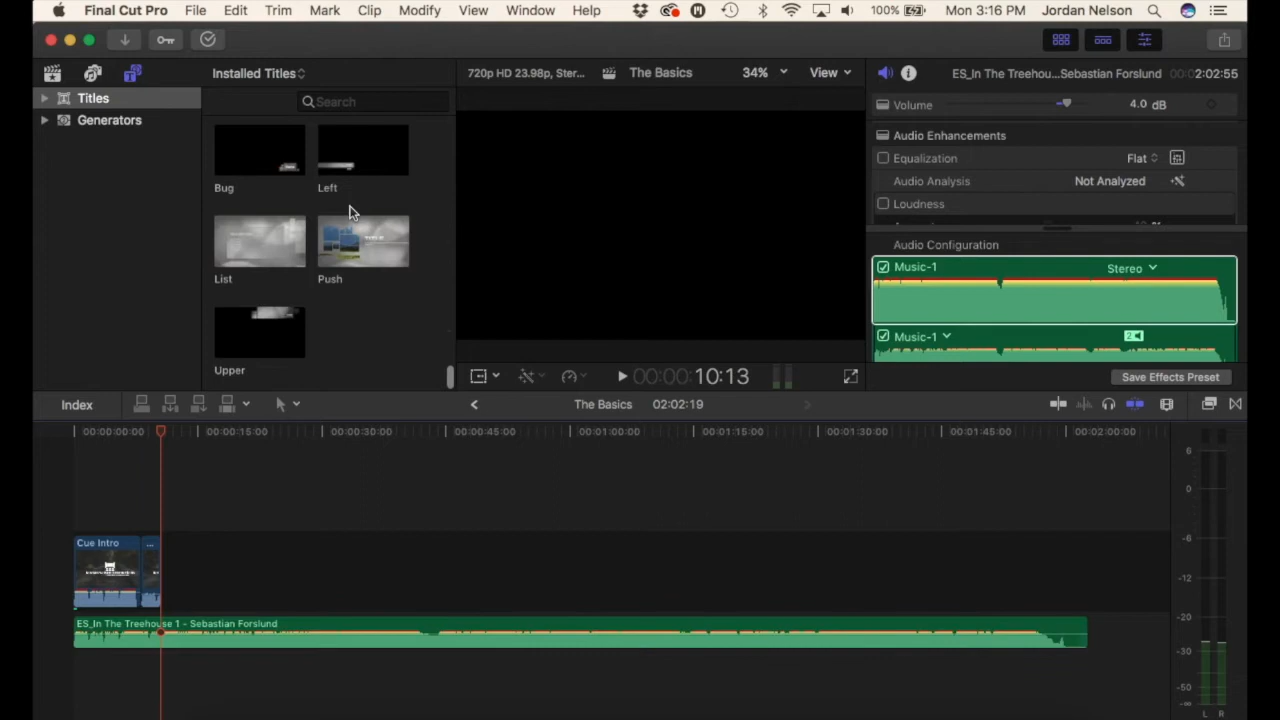 Final Cut Pro File Edit Trim Mark Clip Modify View Window Help 100% Mon 3:16 PM Jordan Nelson
Installed Titles 720p HD 23.98p, Ster... The Basics 34% View ES_In The Treehou...Sebastian Forslund 00:00:2:02:55
Titles
Generators
Search
Bug
Left
List
Push
Upper
Volume 4.0 dB
Audio Enhancements
Equalization Flat
Audio Analysis Not Analyzed
Loudness
Audio Configuration
Music-1 Stereo
Music-1 2
00:00:00:10:13
Save Effects Preset
Index The Basics 02:02:19
00:00:00:00 00:00:15:00 00:00:30:00 00:00:45:00 00:01:00:00 00:01:15:00 00:01:30:00 00:01:45:00 00:02:00:00
6
0
-6
-12
-20
-30
-50
-∞
L R
Cue Intro ...
ES_In The Treehouse 1 - Sebastian Forslund